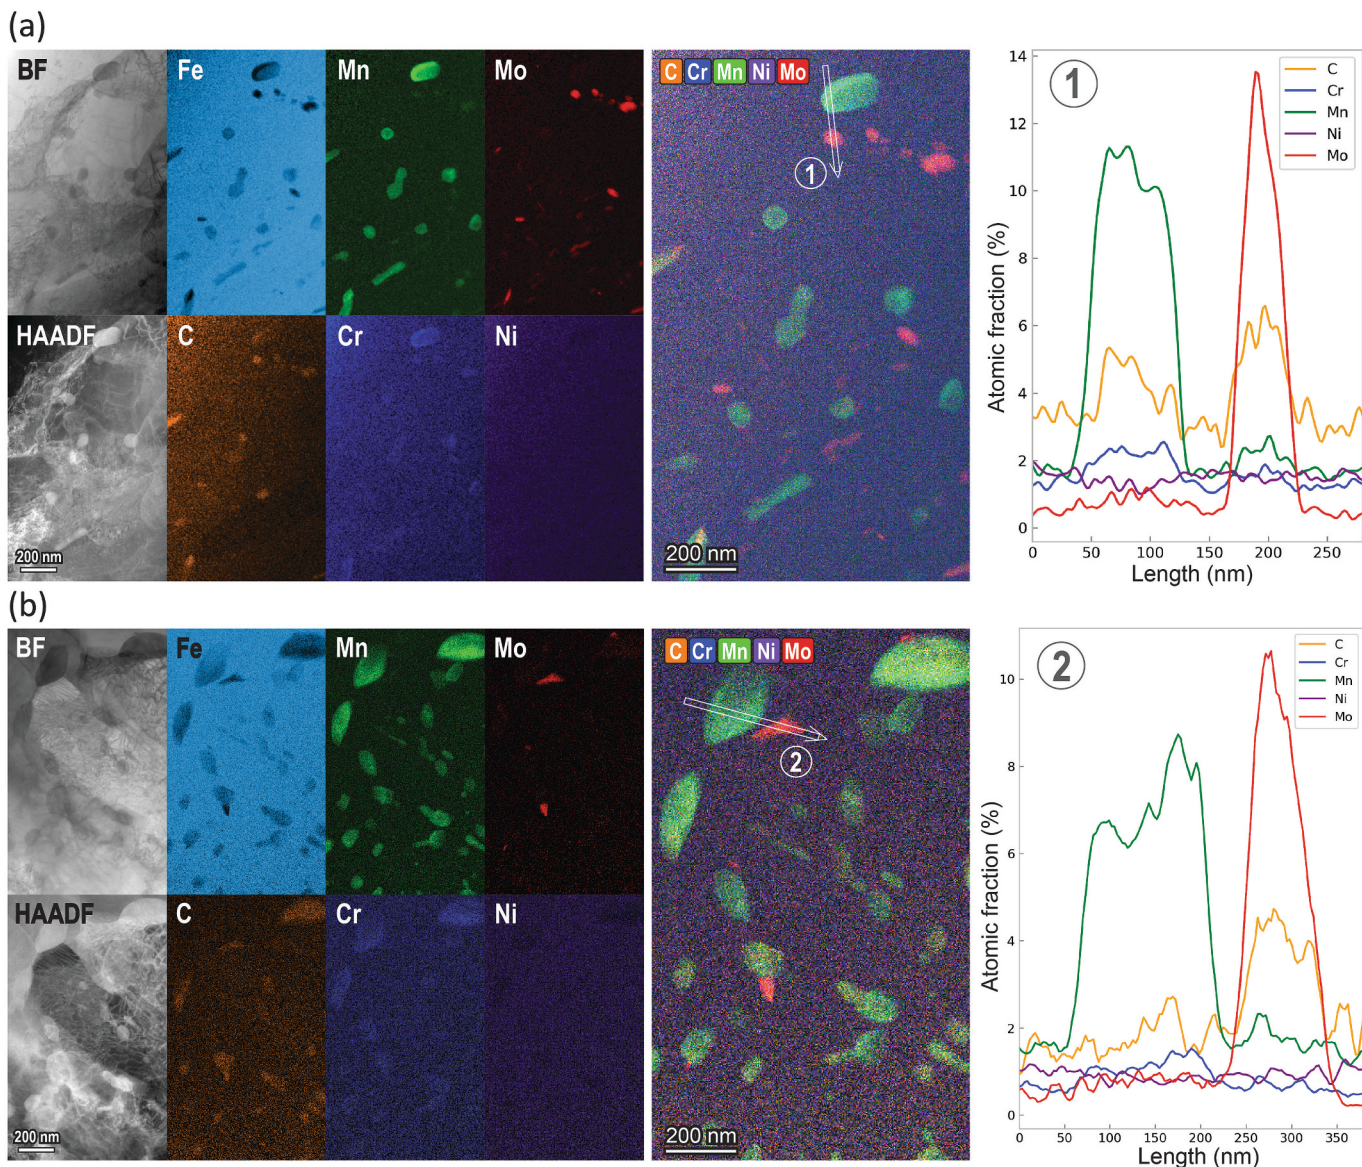 (a)
BF Fe Mn Mo
HAADF C Cr Ni
200 nm
C Cr Mn Ni Mo
1
200 nm
1
C
Cr
Mn
Ni
Mo
Atomic fraction (%)
14
12
10
8
6
4
2
0
0 50 100 150 200 250
Length (nm)
(b)
BF Fe Mn Mo
HAADF C Cr Ni
200 nm
C Cr Mn Ni Mo
2
200 nm
2
C
Cr
Mn
Ni
Mo
Atomic fraction (%)
10
8
6
4
2
0
0 50 100 150 200 250 300 350
Length (nm)